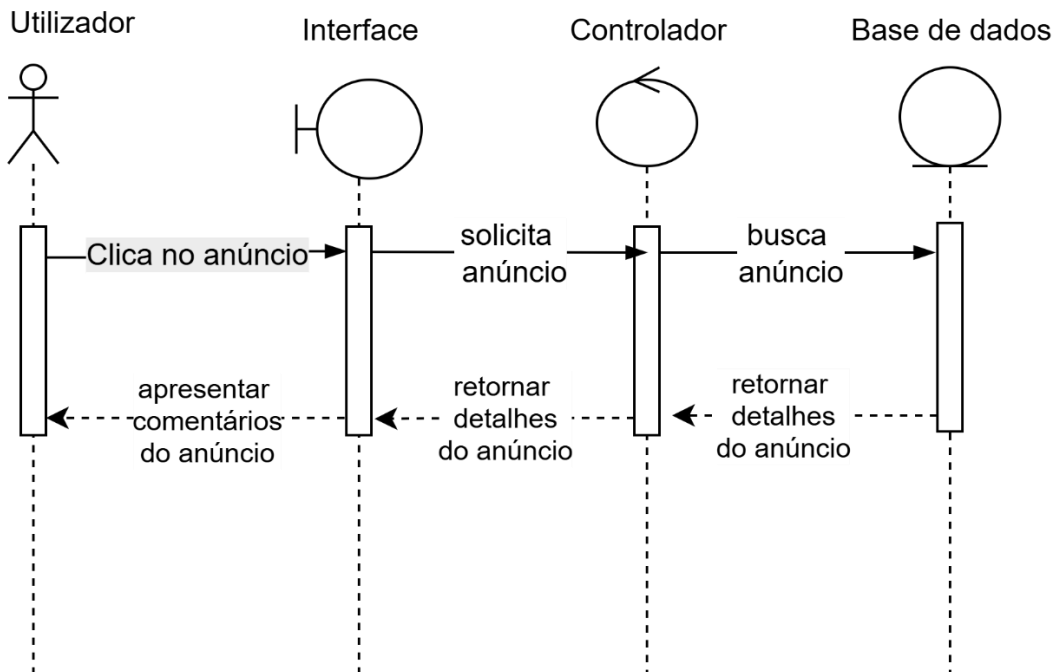 Utilizador
Interface
Controlador
Base de dados
Clica no anúncio
solicita
anúncio
busca
anúncio
apresentar
comentários
do anúncio
retornar
detalhes
do anúncio
retornar
detalhes
do anúncio